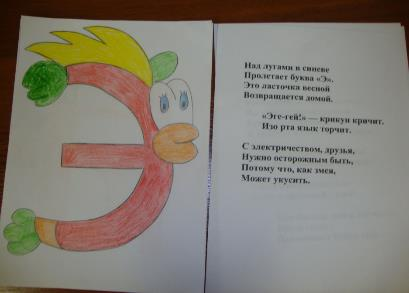 Над лугами в синеве
Пролетает буква «Э».
Это ласточка весной
Возвращается домой.
«Эге-гей!» — крикун кричит.
Изо рта язык торчит.
С электричеством, друзья,
Нужно осторожным быть,
Потому что, как змея,
Может укусить.